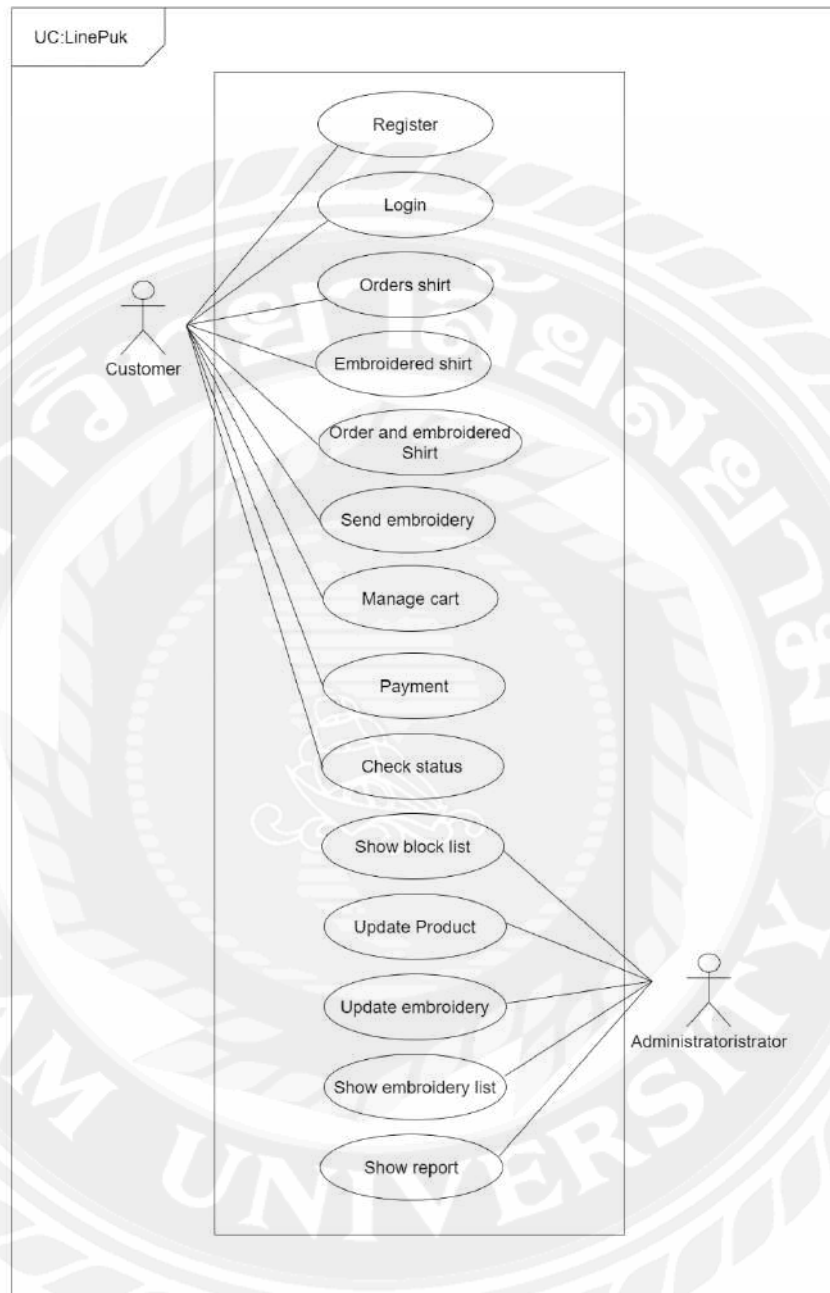 UC:LinePuk
Register
Login
Orders shirt
Customer
Embroidered shirt
Order and embroidered
Shirt
Send embroidery
Manage cart
Payment
Check status
Show block list
Update Product
Update embroidery
Administratoristrator
Show embroidery list
Show report
UNIVERSITY